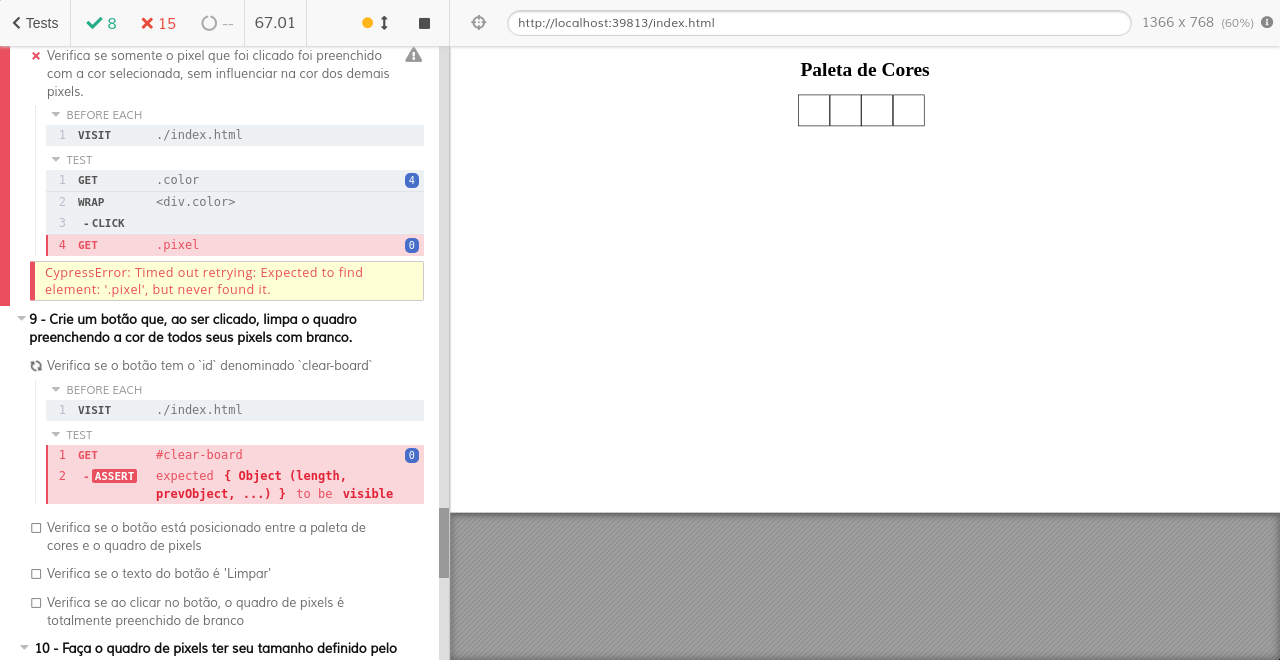 Tests 8 15 -- 67.01 http://localhost:39813/index.html 1366 x 768 (60%)
Verifica se somente o pixel que foi clicado foi preenchido
com a cor selecionada, sem influenciar na cor dos demais
pixels.
BEFORE EACH
1 VISIT ./index.html
TEST
1 GET .color 4
2 WRAP <div.color>
3 -CLICK
4 GET .pixel 0
CypressError: Timed out retrying: Expected to find
element: '.pixel', but never found it.
9 - Crie um botão que, ao ser clicado, limpa o quadro
preenchendo a cor de todos seus pixels com branco.
Verifica se o botão tem o `id` denominado `clear-board`
BEFORE EACH
1 VISIT ./index.html
TEST
1 GET #clear-board 0
2 -ASSERT expected { Object (length,
prevObject, ...) } to be visible
Verifica se o botão está posicionado entre a paleta de
cores e o quadro de pixels
Verifica se o texto do botão é 'Limpar'
Verifica se ao clicar no botão, o quadro de pixels é
totalmente preenchido de branco
10 - Faça o quadro de pixels ter seu tamanho definido pelo
Paleta de Cores